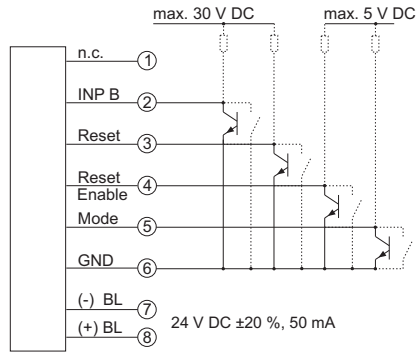 max. 30 V DC max. 5 V DC
n.c. 1
INP B 2
Reset 3
Reset Enable 4
Mode 5
GND 6
(-) BL 7
(+) BL 8
24 V DC ±20 %, 50 mA